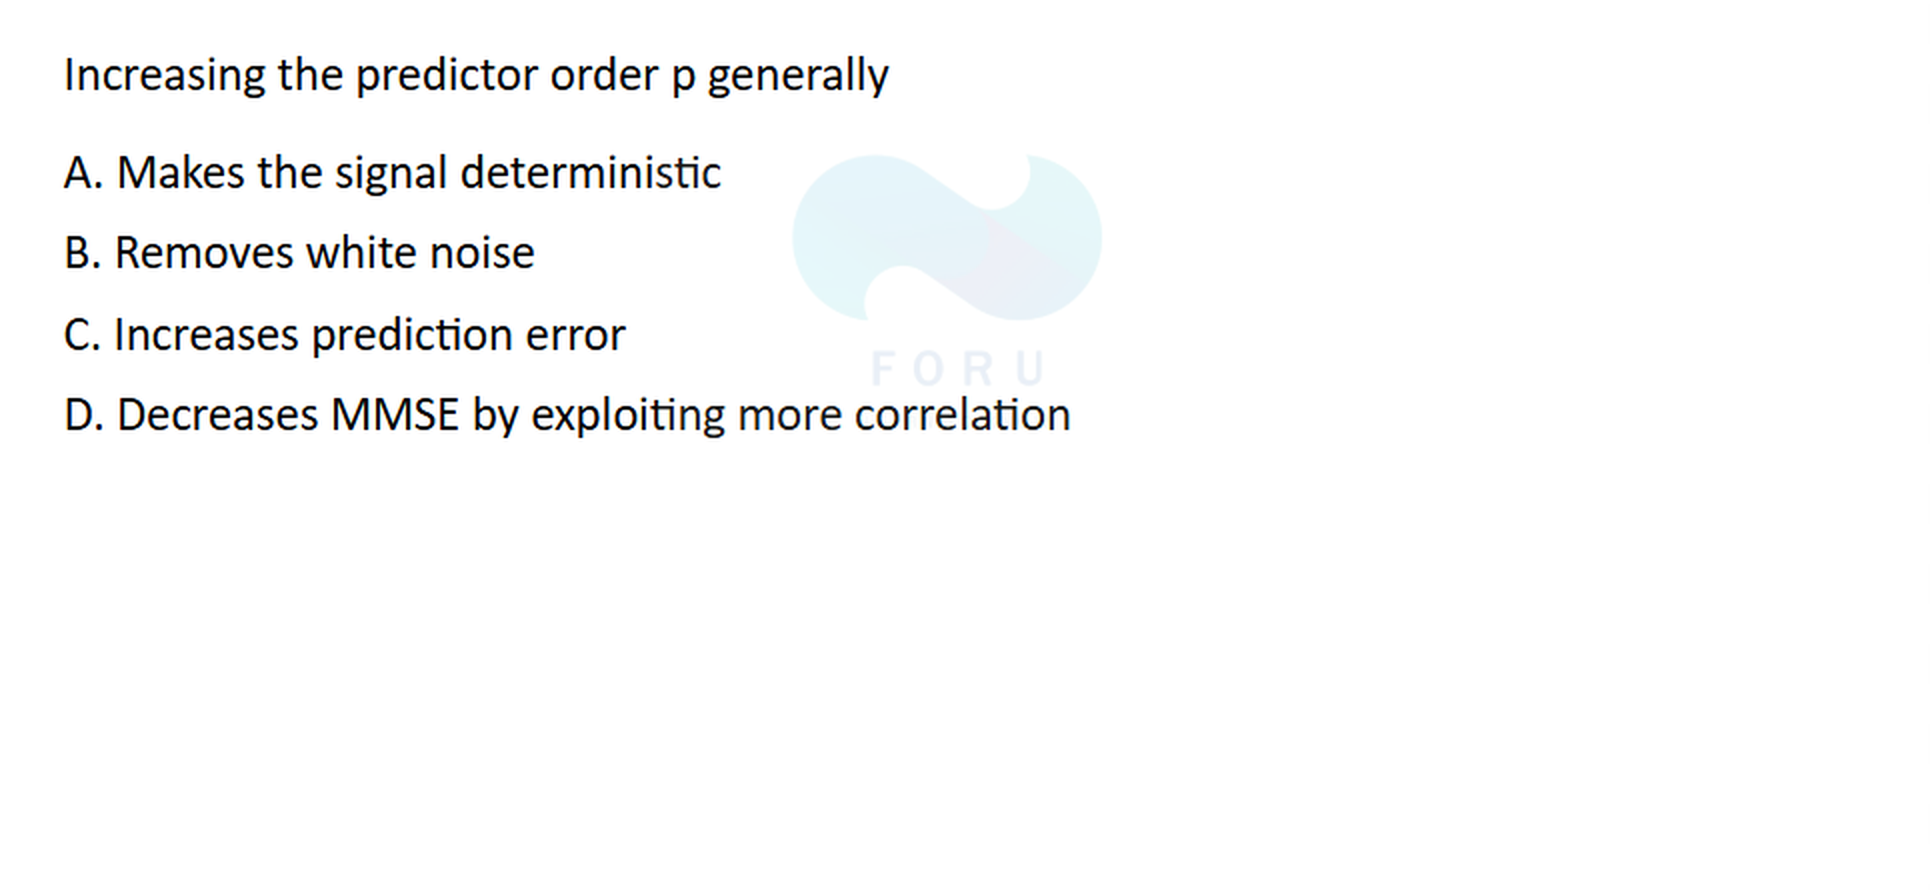 Increasing the predictor order p generally
A. Makes the signal deterministic
B. Removes white noise
C. Increases prediction error
FORU
D. Decreases MMSE by exploiting more correlation